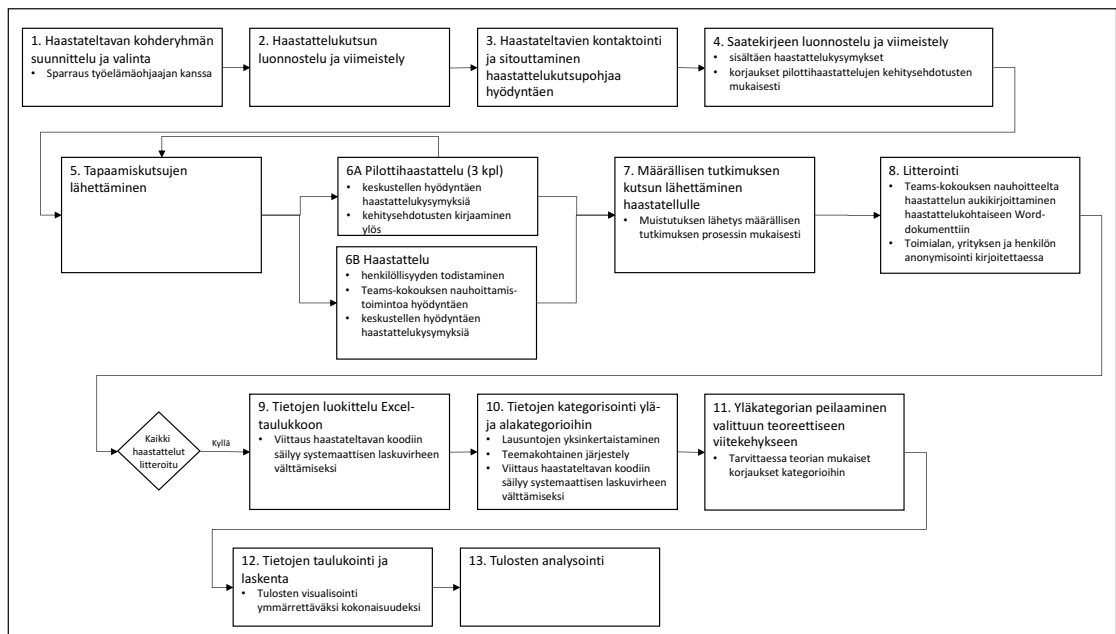 1. Haastateltavan kohderyhmän
suunnittelu ja valinta
• Sparraus työelämäohjaajan kanssa
2. Haastattelukutsun
luonnostelu ja viimeistely
3. Haastateltavien kontaktointi
ja sitouttaminen
haastattelukutsupohjaa
hyödyntäen
4. Saatekirjeen luonnostelu ja viimeistely
• sisältäen haastattelukysymykset
• korjaukset pilottihaastattelujen kehitysehdotusten
mukaisesti
5. Tapaamiskutsujen
lähettäminen
6A Pilottihaastattelu (3 kpl)
• keskustellen hyödyntäen
haastattelukysymyksiä
• kehitysehdotusten kirjaaminen
ylös
6B Haastattelu
• henkilöllisyyden todistaminen
• Teams-kokouksen nauhoittamis-
toimintoa hyödyntäen
• keskustellen hyödyntäen
haastattelukysymyksiä
7. Määrällisen tutkimuksen
kutsun lähettäminen
haastatellulle
• Muistutuksen lähetys määrällisen
tutkimuksen prosessin mukaisesti
8. Litterointi
• Teams-kokouksen nauhoitteelta
haastattelun aukikirjoittaminen
haastattelukohtaiseen Word-
dokumenttiin
• Toimialan, yrityksen ja henkilön
anonymisointi kirjoitettaessa
Kaikki
haastattelut
litteroitu
Kyllä
9. Tietojen luokittelu Excel-
taulukkoon
• Viittaus haastateltavan koodiin
säilyy systemaattisen laskuvirheen
välttämiseksi
10. Tietojen kategorisointi ylä-
ja alakategorioihin
• Lausuntojen yksinkertaistaminen
• Teemakohtainen järjestely
• Viittaus haastateltavan koodiin
säilyy systemaattisen laskuvirheen
välttämiseksi
11. Yläkategorian peilaaminen
valittuun teoreettiseen
viitekehykseen
• Tarvittaessa teorian mukaiset
korjaukset kategorioihin
12. Tietojen taulukointi ja
laskenta
• Tulosten visualisointi
ymmärrettäväksi kokonaisuudeksi
13. Tulosten analysointi